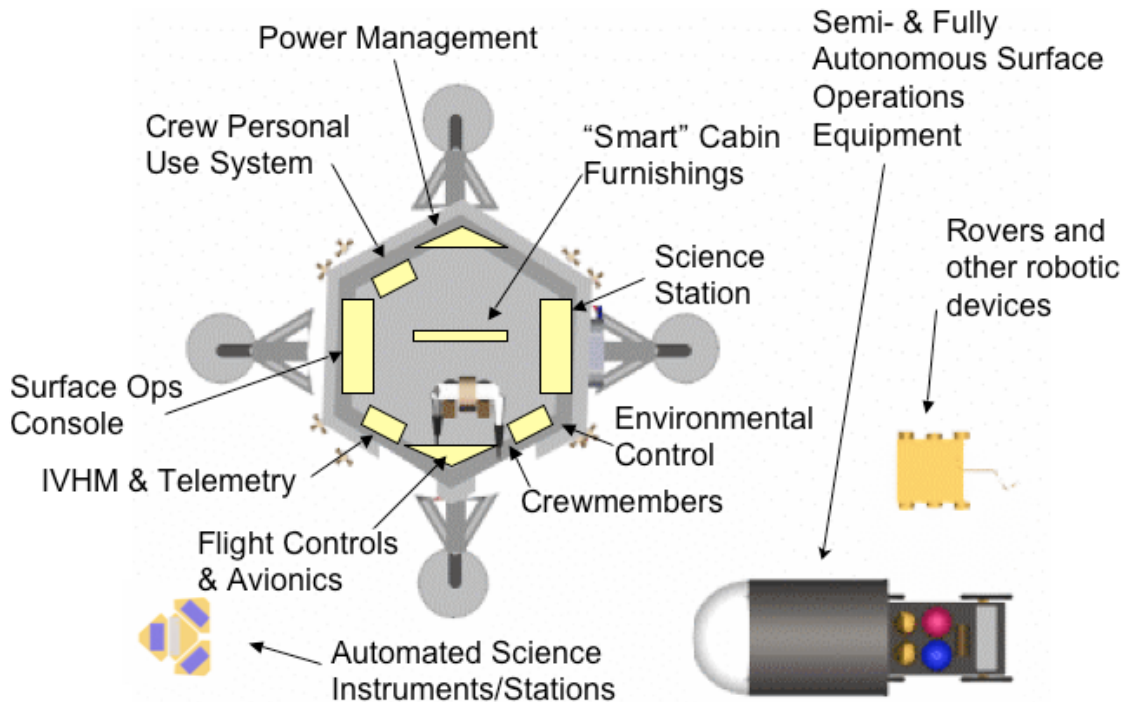 Power Management
Crew Personal
Use System
“Smart” Cabin
Furnishings
Semi- & Fully
Autonomous Surface
Operations
Equipment
Science
Station
Rovers and
other robotic
devices
Surface Ops
Console
IVHM & Telemetry
Environmental
Control
Crewmembers
Flight Controls
& Avionics
Automated Science
Instruments/Stations